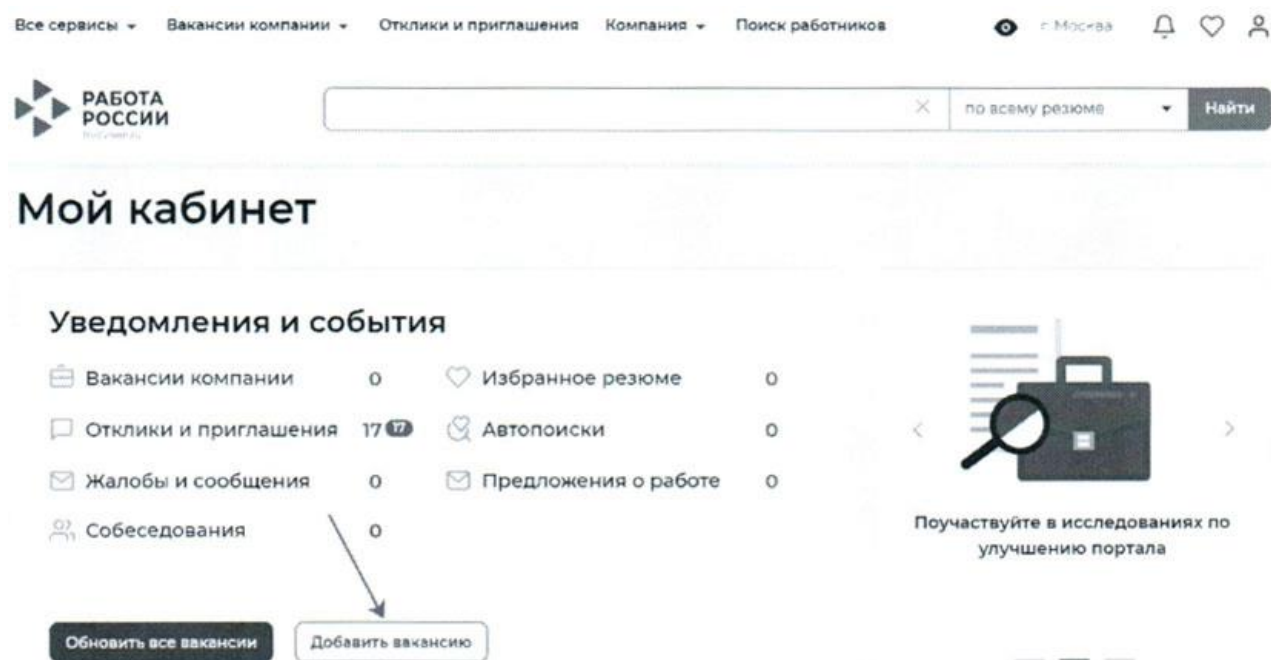 Все сервисы Вакансии компании Отклики и приглашения Компания Поиск работников г. Москва
РАБОТА
РОССИИ
по всему резюме Найти
Мой кабинет
Уведомления и события
Вакансии компании 0 Избранное резюме 0
Отклики и приглашения 17 17 Автопоиски 0
Жалобы и сообщения 0 Предложения о работе 0
Собеседования 0
Поучаствуйте в исследованиях по
улучшению портала
Обновить все вакансии Добавить вакансию